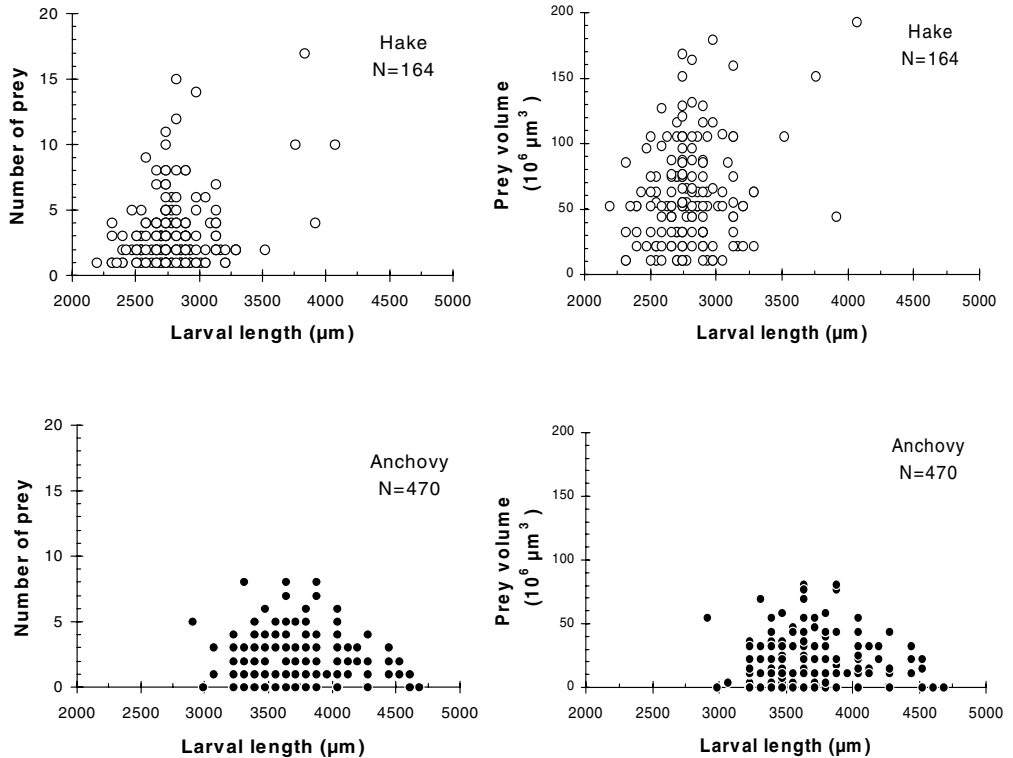 20
15
10
5
0
Number of prey
Hake
N=164
2000 2500 3000 3500 4000 4500 5000
Larval length (µm)
200
150
100
50
0
Prey volume
(10⁶ µm³ )
Hake
N=164
2000 2500 3000 3500 4000 4500 5000
Larval length (µm)
20
15
10
5
0
Number of prey
Anchovy
N=470
2000 2500 3000 3500 4000 4500 5000
Larval length (µm)
200
150
100
50
0
Prey volume
(10⁶ µm³ )
Anchovy
N=470
2000 2500 3000 3500 4000 4500 5000
Larval length (µm)